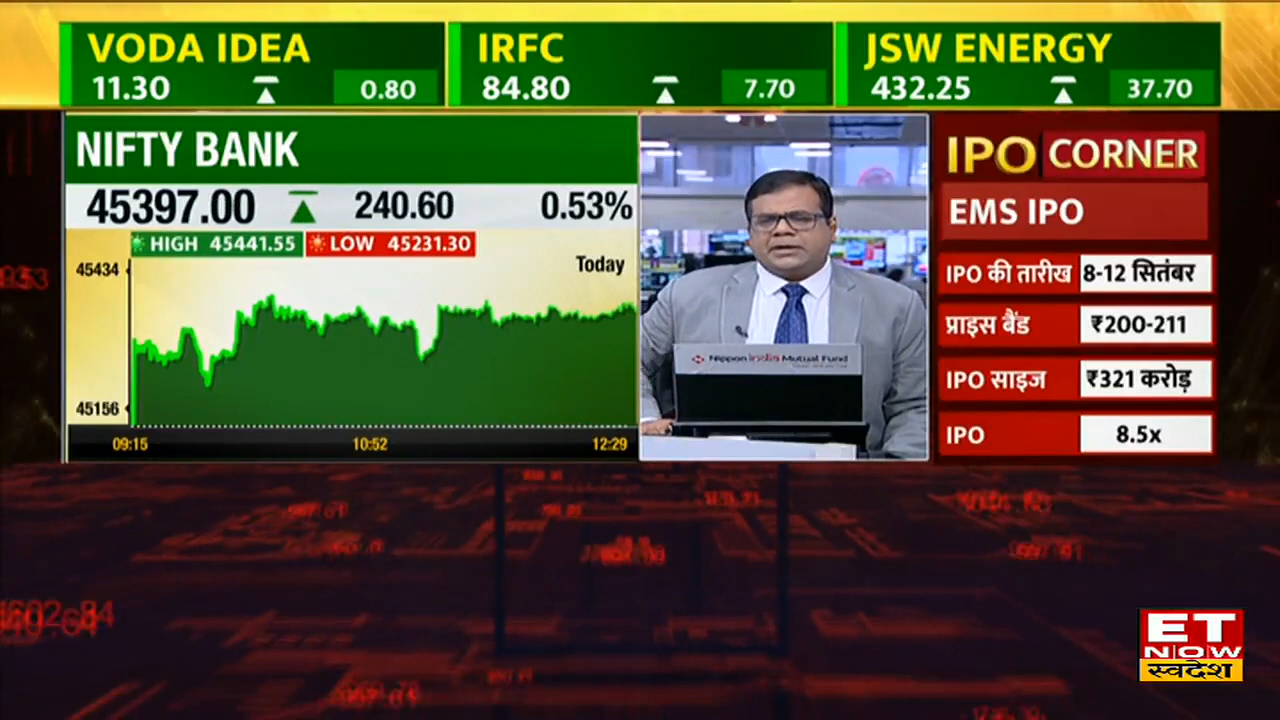 VODA IDEA
11.30 0.80
IRFC
84.80 7.70
JSW ENERGY
432.25 37.70
NIFTY BANK
45397.00 240.60 0.53%
HIGH 45441.55 LOW 45231.30
Today
45434
45156
09:15 10:52 12:29
Nippon india Mutual Fund
IPO CORNER
EMS IPO
IPO की तारीख 8-12 सितंबर
प्राइस बैंड ₹200-211
IPO साइज ₹321 करोड़
IPO 8.5x
ET
NOW
स्वदेश